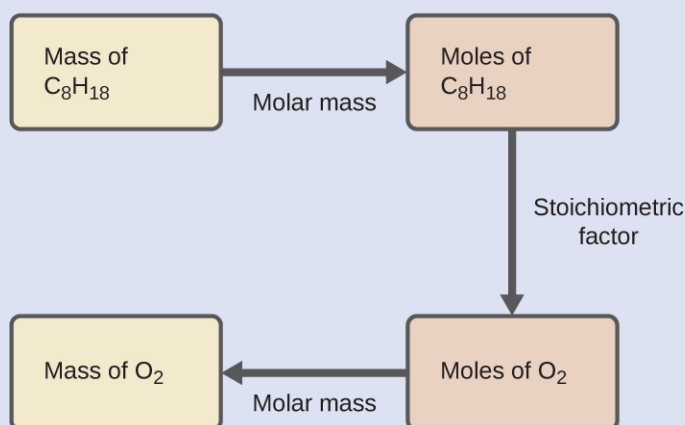 Mass of
C₈H₁₈
Molar mass
Moles of
C₈H₁₈
Stoichiometric
factor
Mass of O₂
Molar mass
Moles of O₂